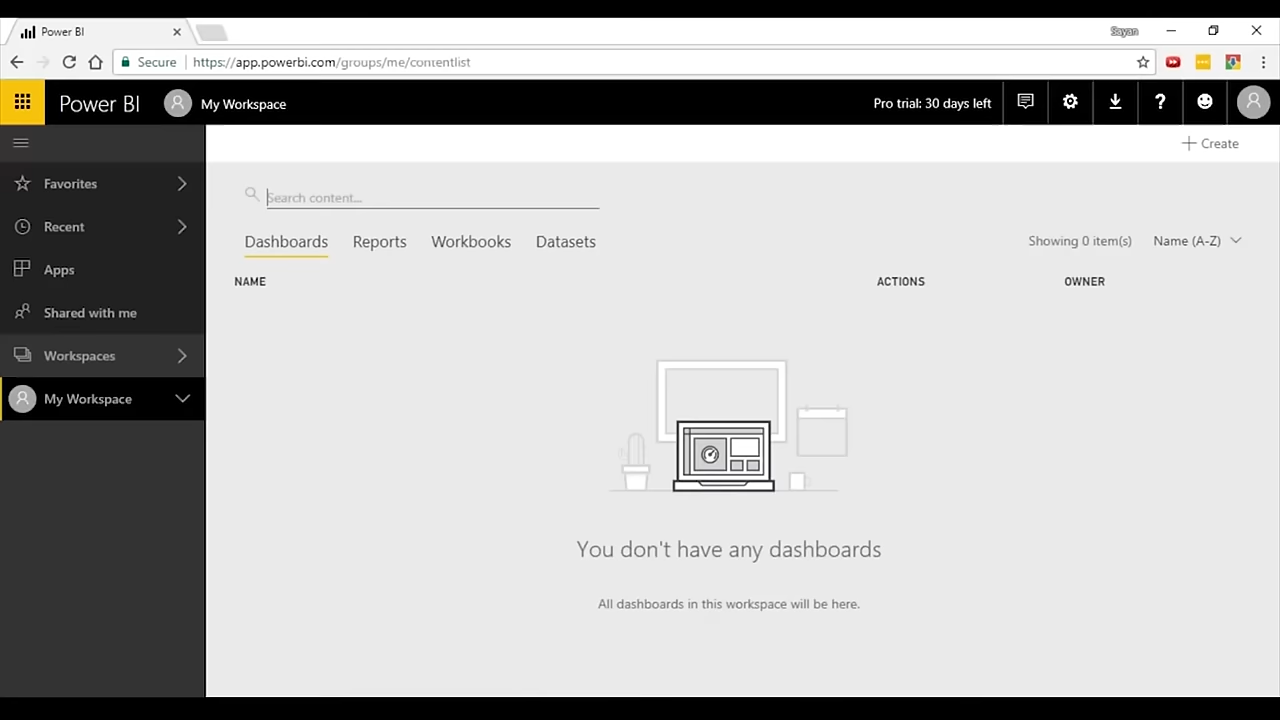 Power BI
Sayan
Secure
https://app.powerbi.com/groups/me/contentlist
Power BI
My Workspace
Pro trial: 30 days left
Create
Favorites
Recent
Apps
Shared with me
Workspaces
My Workspace
Search content...
Dashboards
Reports
Workbooks
Datasets
Showing 0 item(s)
Name (A-Z)
NAME
ACTIONS
OWNER
You don't have any dashboards
All dashboards in this workspace will be here.